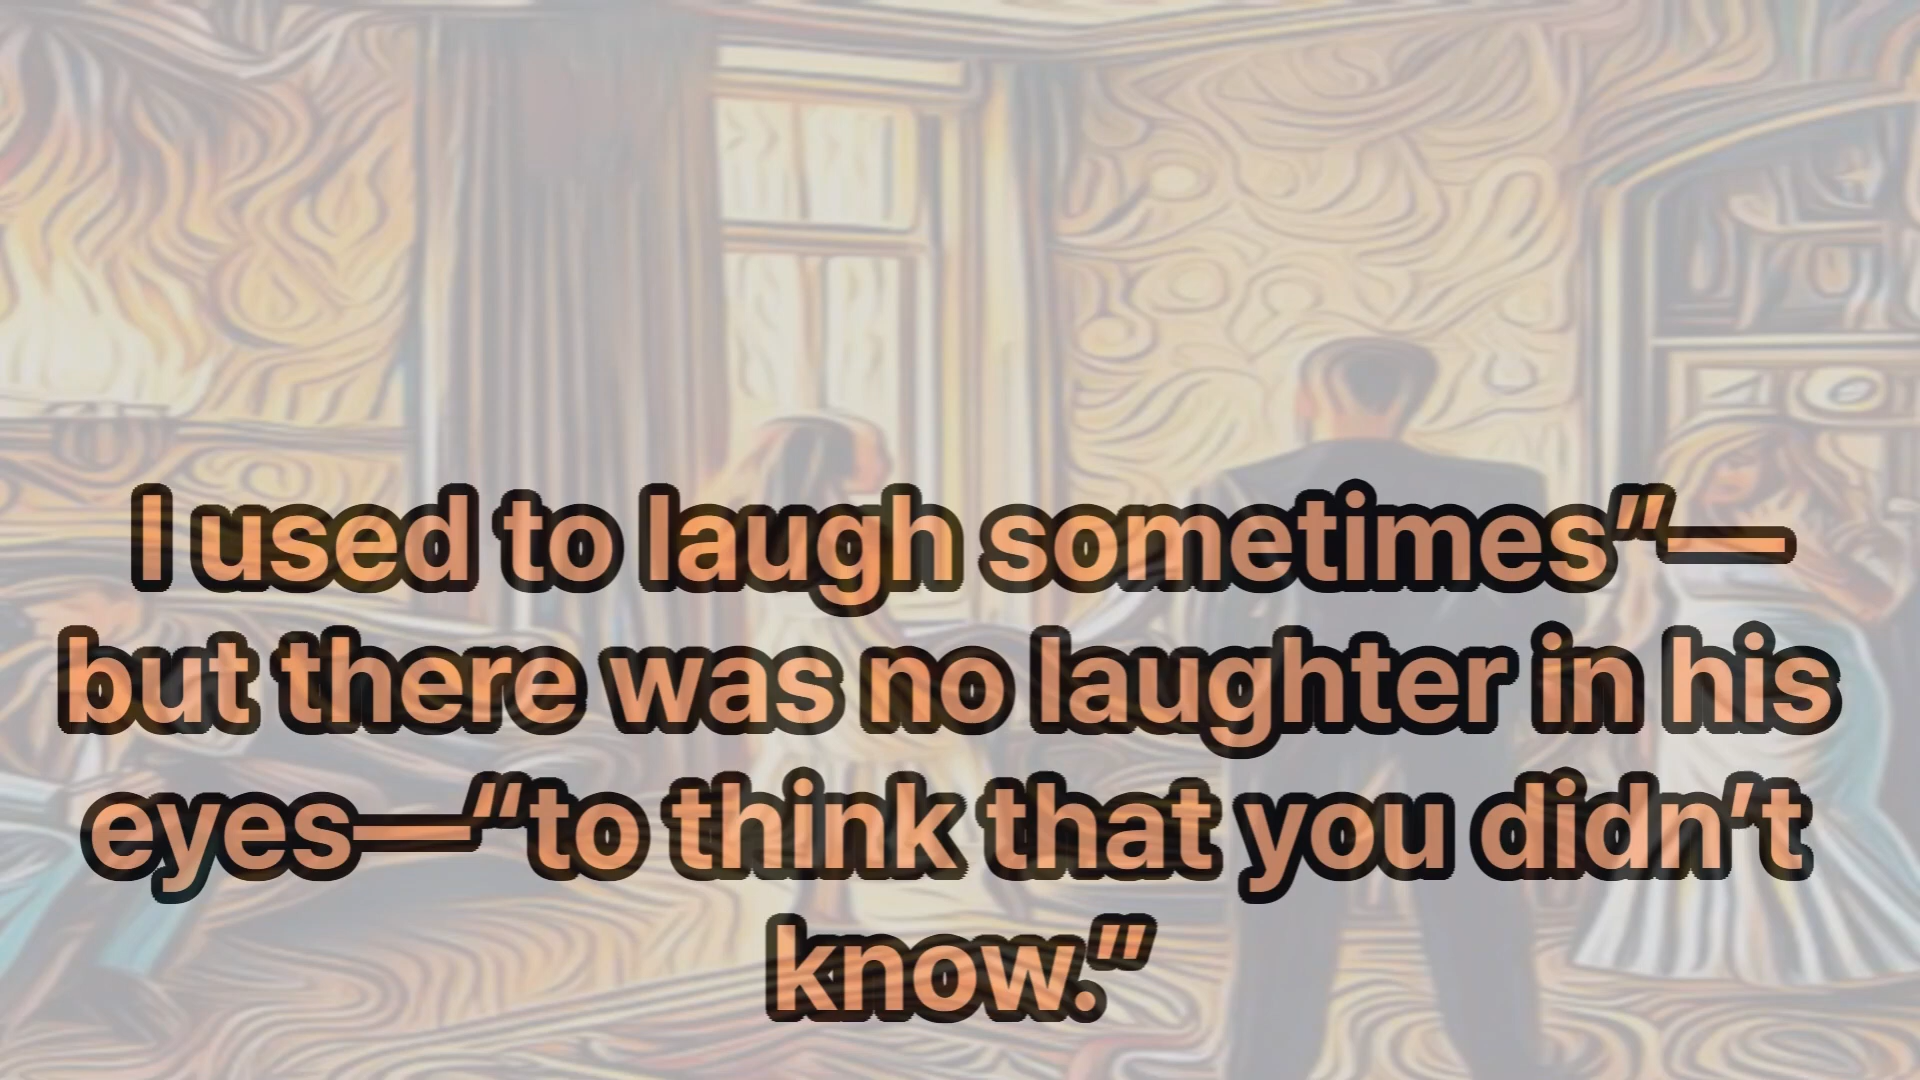 I used to laugh sometimes”—
but there was no laughter in his
eyes—“to think that you didn’t
know.”